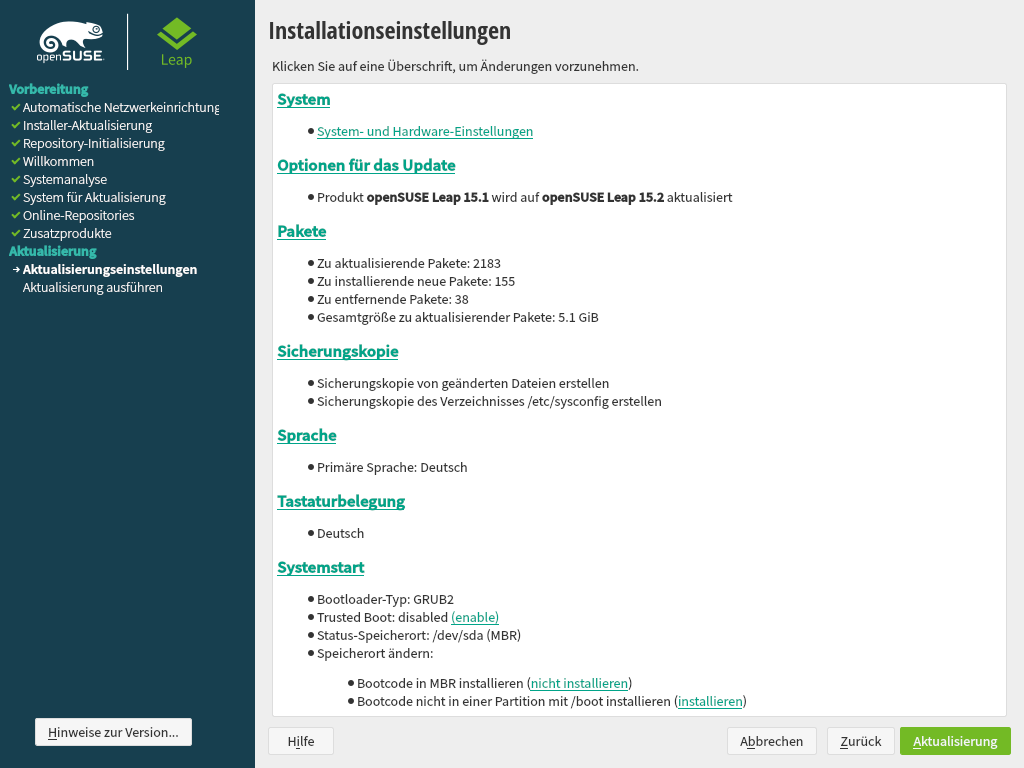 openSUSE
Leap
Vorbereitung
Automatische Netzwerkeinrichtung
Installer-Aktualisierung
Repository-Initialisierung
Willkommen
Systemanalyse
System für Aktualisierung
Online-Repositories
Zusatzprodukte
Aktualisierung
Aktualisierungseinstellungen
Aktualisierung ausführen
Hinweise zur Version...
Installationseinstellungen
Klicken Sie auf eine Überschrift, um Änderungen vorzunehmen.
System
System- und Hardware-Einstellungen
Optionen für das Update
Produkt openSUSE Leap 15.1 wird auf openSUSE Leap 15.2 aktualisiert
Pakete
Zu aktualisierende Pakete: 2183
Zu installierende neue Pakete: 155
Zu entfernende Pakete: 38
Gesamtgröße zu aktualisierender Pakete: 5.1 GiB
Sicherungskopie
Sicherungskopie von geänderten Dateien erstellen
Sicherungskopie des Verzeichnisses /etc/sysconfig erstellen
Sprache
Primäre Sprache: Deutsch
Tastaturbelegung
Deutsch
Systemstart
Bootloader-Typ: GRUB2
Trusted Boot: disabled (enable)
Status-Speicherort: /dev/sda (MBR)
Speicherort ändern:
Bootcode in MBR installieren (nicht installieren)
Bootcode nicht in einer Partition mit /boot installieren (installieren)
Hilfe
Abbrechen
Zurück
Aktualisierung